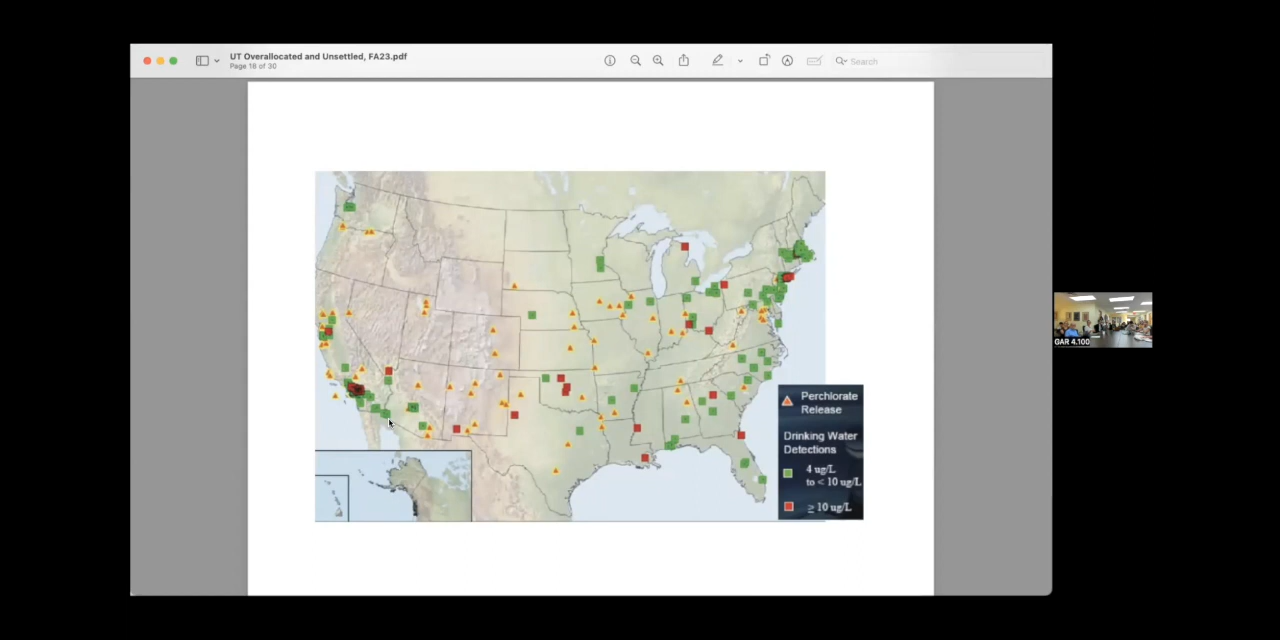 UT Overallocated and Unsettled, FA23.pdf
Page 18 of 30
Search
Perchlorate
Release
Drinking Water
Detections
4 ug/L
to < 10 ug/L
≥ 10 ug/L
GAR 4.100